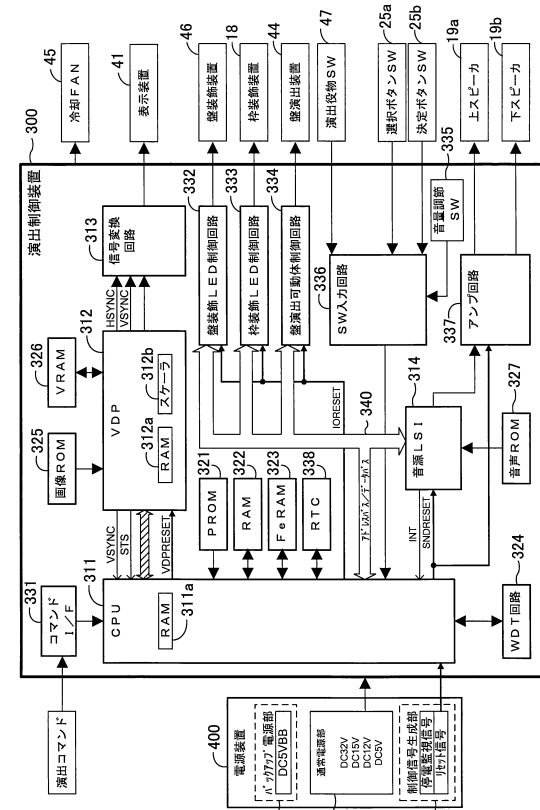 300
演出制御装置
45
冷却FAN
41
表示装置
46
盤装飾装置
18
枠装飾装置
44
盤演出装置
47
演出役物SW
25a
選択ボタンSW
25b
決定ボタンSW
19a
上スピーカ
19b
下スピーカ
313
信号変換
回路
332
盤装飾LED制御回路
333
枠装飾LED制御回路
334
盤演出可動体制御回路
335
音量調節
SW
336
SW入力回路
337
アンプ回路
HSYNC
VSYNC
326
VRAM
325
画像ROM
312
VDP
312a
RAM
312b
スケーラ
314
音源LSI
327
音声ROM
340
IORESET
アドレスバス/データバス
VSYNC
STS
VDPRESET
321
PROM
322
RAM
323
FeRAM
338
RTC
INT
SNDRESET
331
コマンド
I/F
311
CPU
311a
RAM
324
WDT回路
演出コマンド
400
電源装置
バックアップ電源部
DC5VBB
通常電源部
DC32V
DC15V
DC12V
DC5V
制御信号生成部
停電監視信号
リセット信号